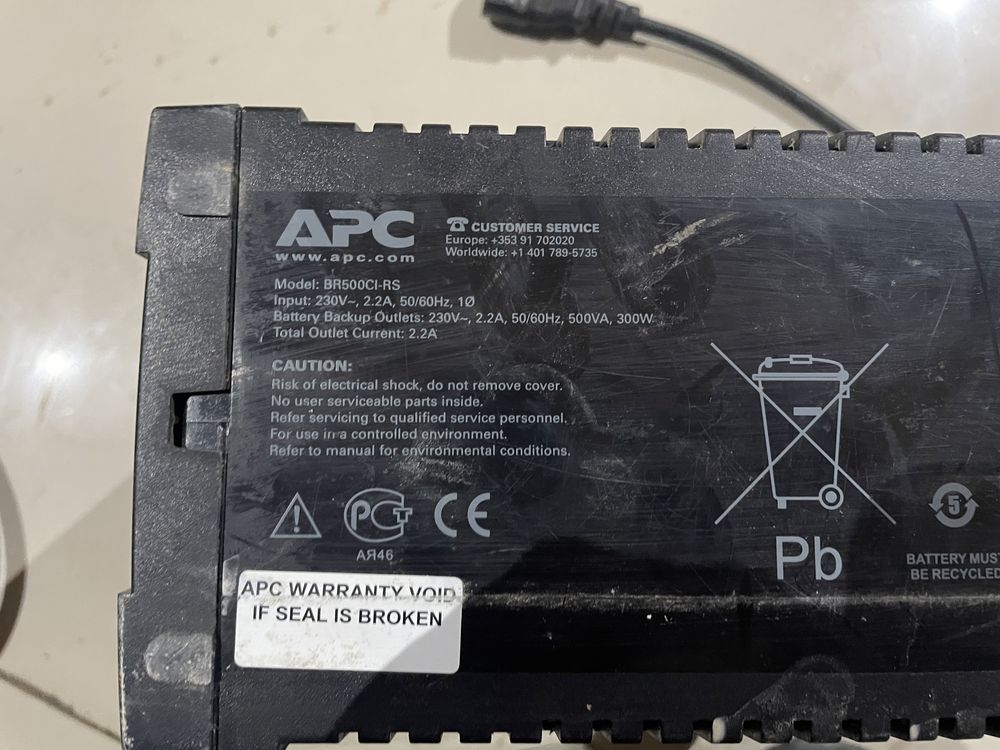 APC
www.apc.com
CUSTOMER SERVICE
Europe: +353 91 702020
Worldwide: +1 401 789-5735
Model: BR500CI-RS
Input: 230V~, 2.2A, 50/60Hz, 1Ø
Battery Backup Outlets: 230V~, 2.2A, 50/60Hz, 500VA, 300W
Total Outlet Current: 2.2A
CAUTION:
Risk of electrical shock, do not remove cover.
No user serviceable parts inside.
Refer servicing to qualified service personnel.
For use in a controlled environment.
Refer to manual for environmental conditions.
РСТ
CE
АЯ46
Pb
5
BATTERY MUST
BE RECYCLED
APC WARRANTY VOID
IF SEAL IS BROKEN